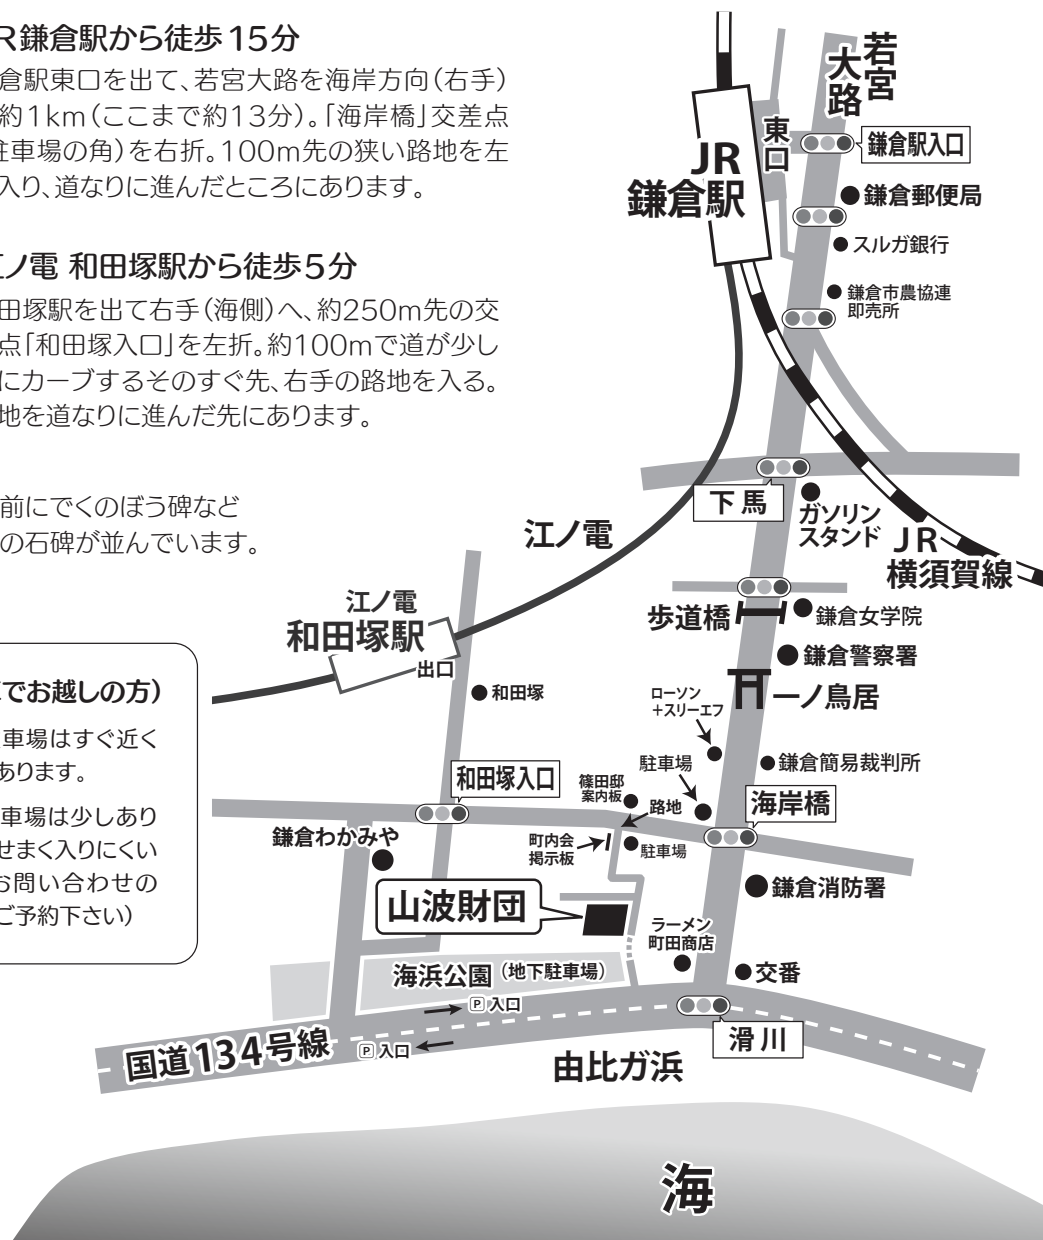 R鎌倉駅から徒歩15分
倉駅東口を出て、若宮大路を海岸方向(右手)
約1km(ここまで約13分)。「海岸橋」交差点
駐車場の角)を右折。100m先の狭い路地を左
入り、道なりに進んだところにあります。
江ノ電 和田塚駅から徒歩5分
田塚駅を出て右手(海側)へ、約250m先の交
点「和田塚入口」を左折。約100mで道が少し
にカーブするそのすぐ先、右手の路地を入る。
地を道なりに進んだ先にあります。
前にでくのぼう碑など
の石碑が並んでいます。
でお越しの方)
車場はすぐ近く
あります。
車場は少しあり
せまく入りにくい
お問い合わせの
ご予約下さい)
若宮
大路
東口
鎌倉駅入口
JR
鎌倉駅
鎌倉郵便局
スルガ銀行
鎌倉市農協連
即売所
下馬
ガソリン
スタンド
江ノ電
JR
横須賀線
江ノ電
和田塚駅
出口
歩道橋
鎌倉女学院
鎌倉警察署
和田塚
一ノ鳥居
ローソン
+スリーエフ
駐車場
鎌倉簡易裁判所
和田塚入口
篠田邸
案内板
路地
海岸橋
鎌倉わかみや
町内会
掲示板
駐車場
山波財団
鎌倉消防署
ラーメン
町田商店
海浜公園(地下駐車場)
交番
P 入口
国道134号線
P 入口
滑川
由比ガ浜
海